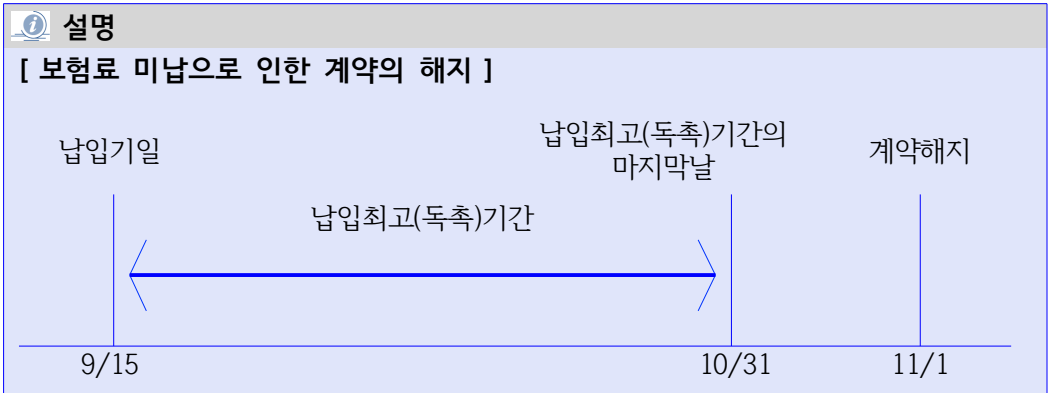 설명
[ 보험료 미납으로 인한 계약의 해지 ]
납입기일
납입최고(독촉)기간의
마지막날
계약해지
납입최고(독촉)기간
9/15
10/31
11/1